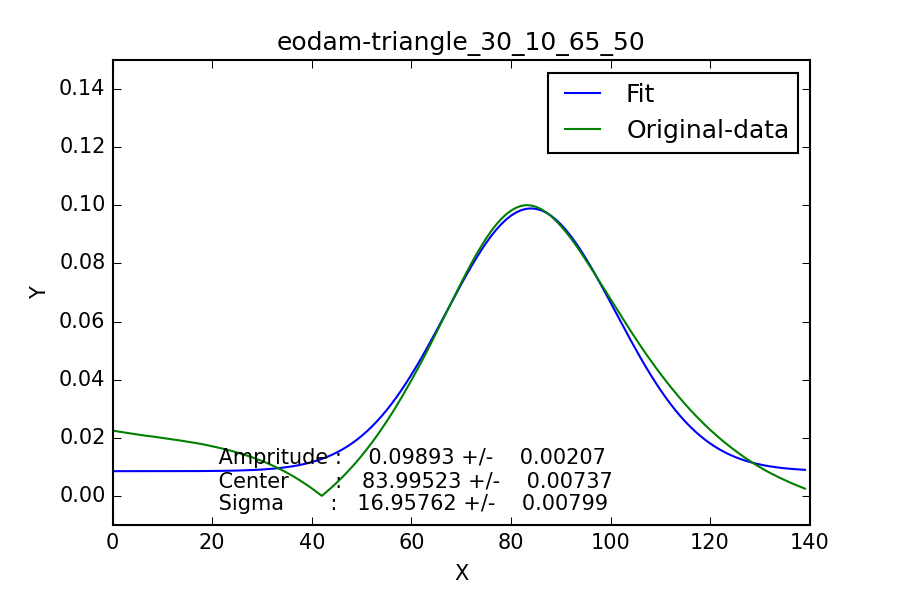 eodam-triangle_30_10_65_50
Fit
Original-data
0.14
0.12
0.10
0.08
0.06
0.04
0.02
0.00
Y
Ampritude : 0.09893 +/- 0.00207
Center : 83.99523 +/- 0.00737
Sigma : 16.95762 +/- 0.00799
0 20 40 60 80 100 120 140
X